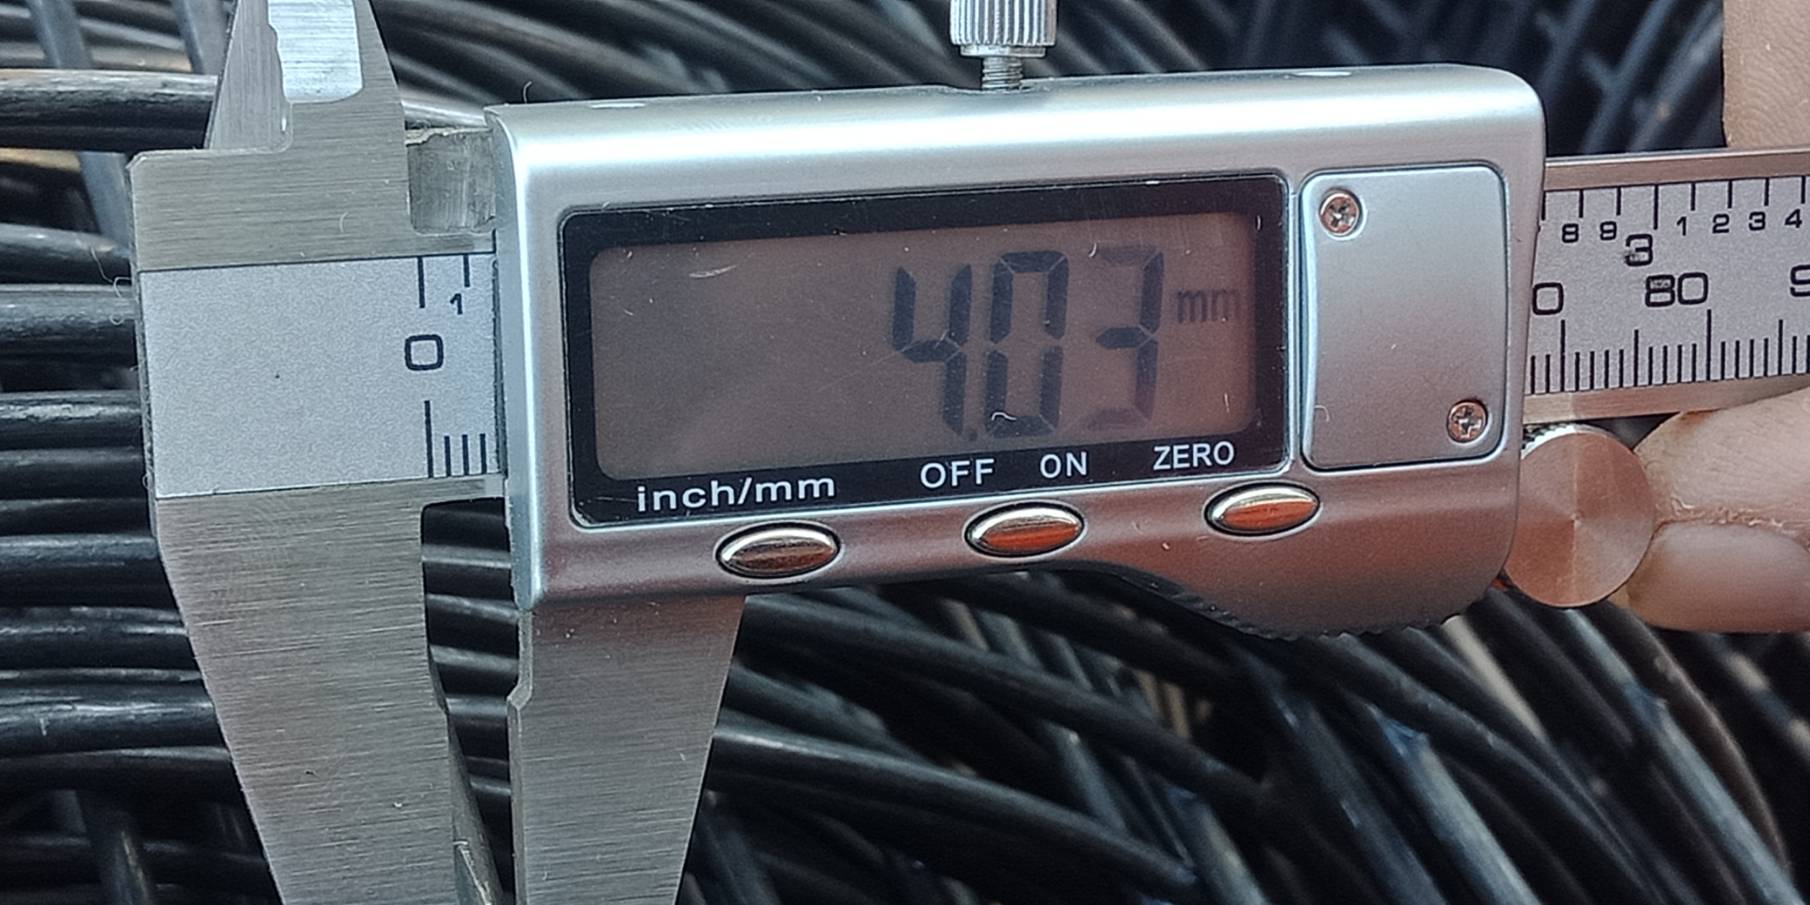 4.03 mm
inch/mm OFF ON ZERO
0 1
8 9 3 1 2 3 4
0 80 9